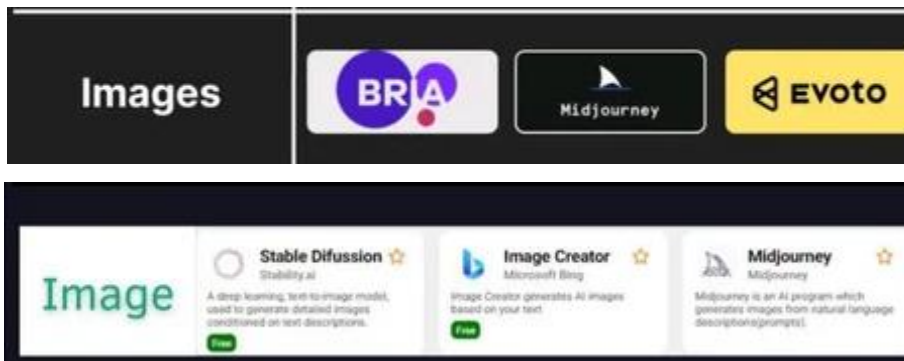 Images
BRIA
Midjourney
EVOTO
Image
Stable Difussion
Stability.ai
A deep learning, text-to-image model,
used to generate detailed images
conditioned on text descriptions.
Free
Image Creator
Microsoft Bing
Image Creator generates AI images
based on your text
Free
Midjourney
Midjourney
Midjourney is an AI program which
generates images from natural language
descriptions(prompts).